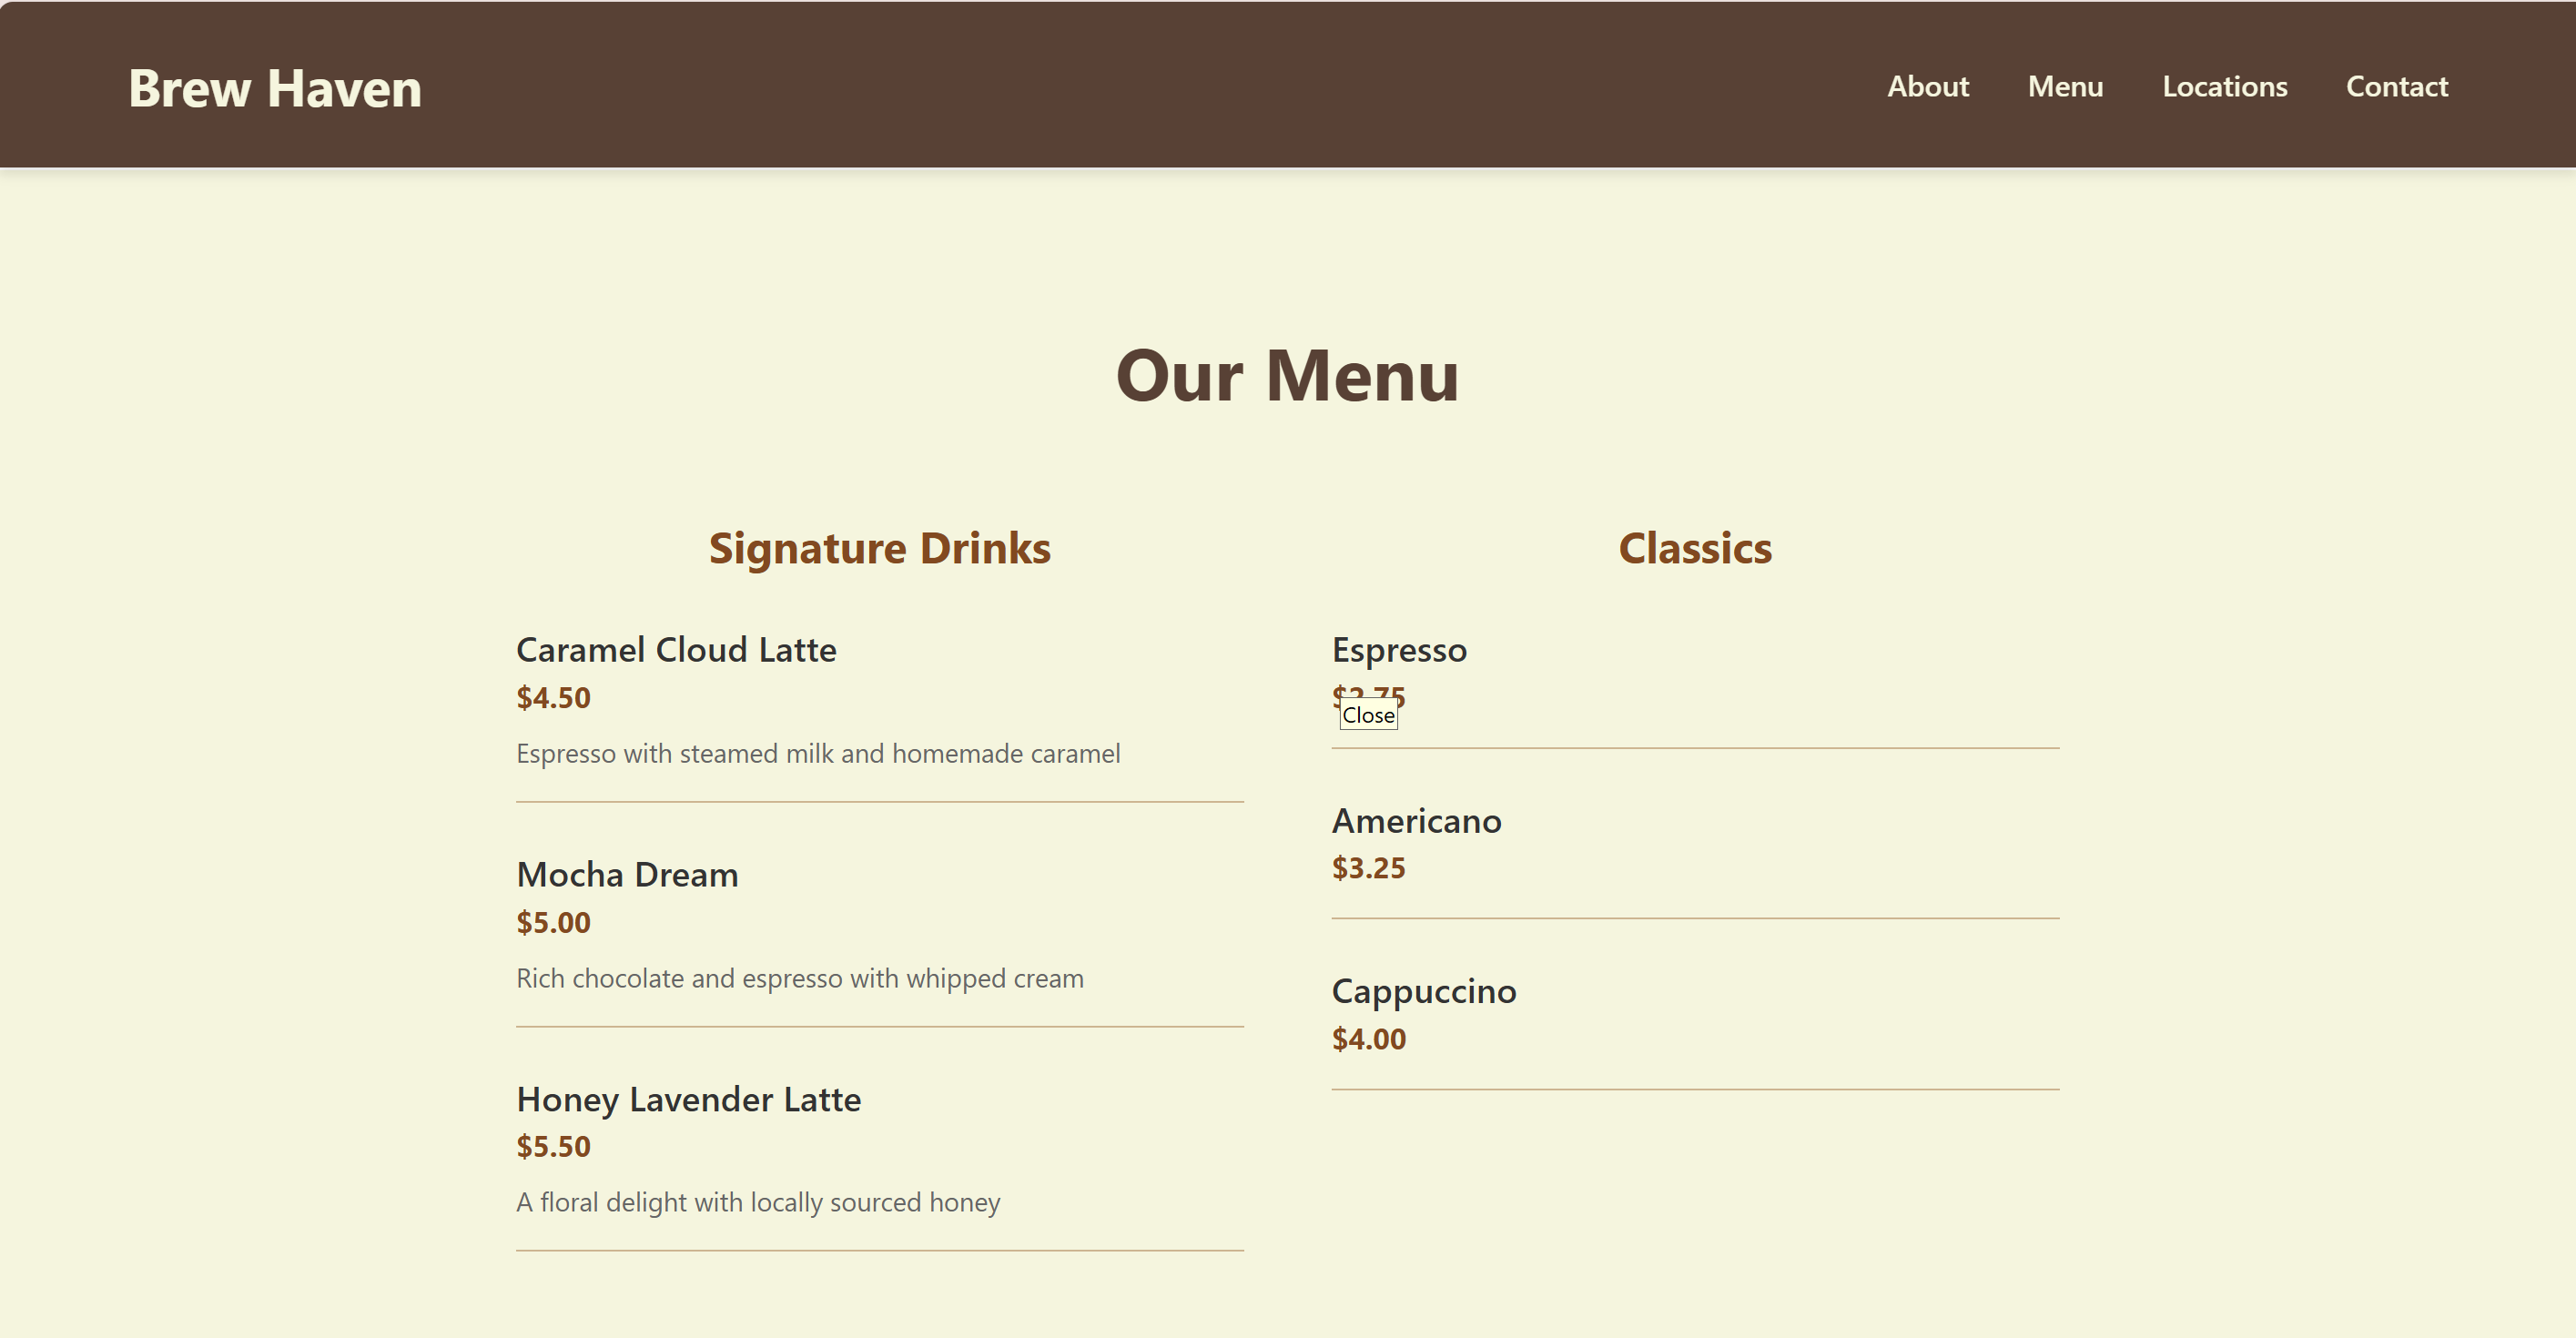 Brew Haven
About Menu Locations Contact
Our Menu
Signature Drinks
Caramel Cloud Latte
$4.50
Espresso with steamed milk and homemade caramel
Mocha Dream
$5.00
Rich chocolate and espresso with whipped cream
Honey Lavender Latte
$5.50
A floral delight with locally sourced honey
Classics
Espresso
Close
Americano
$3.25
Cappuccino
$4.00